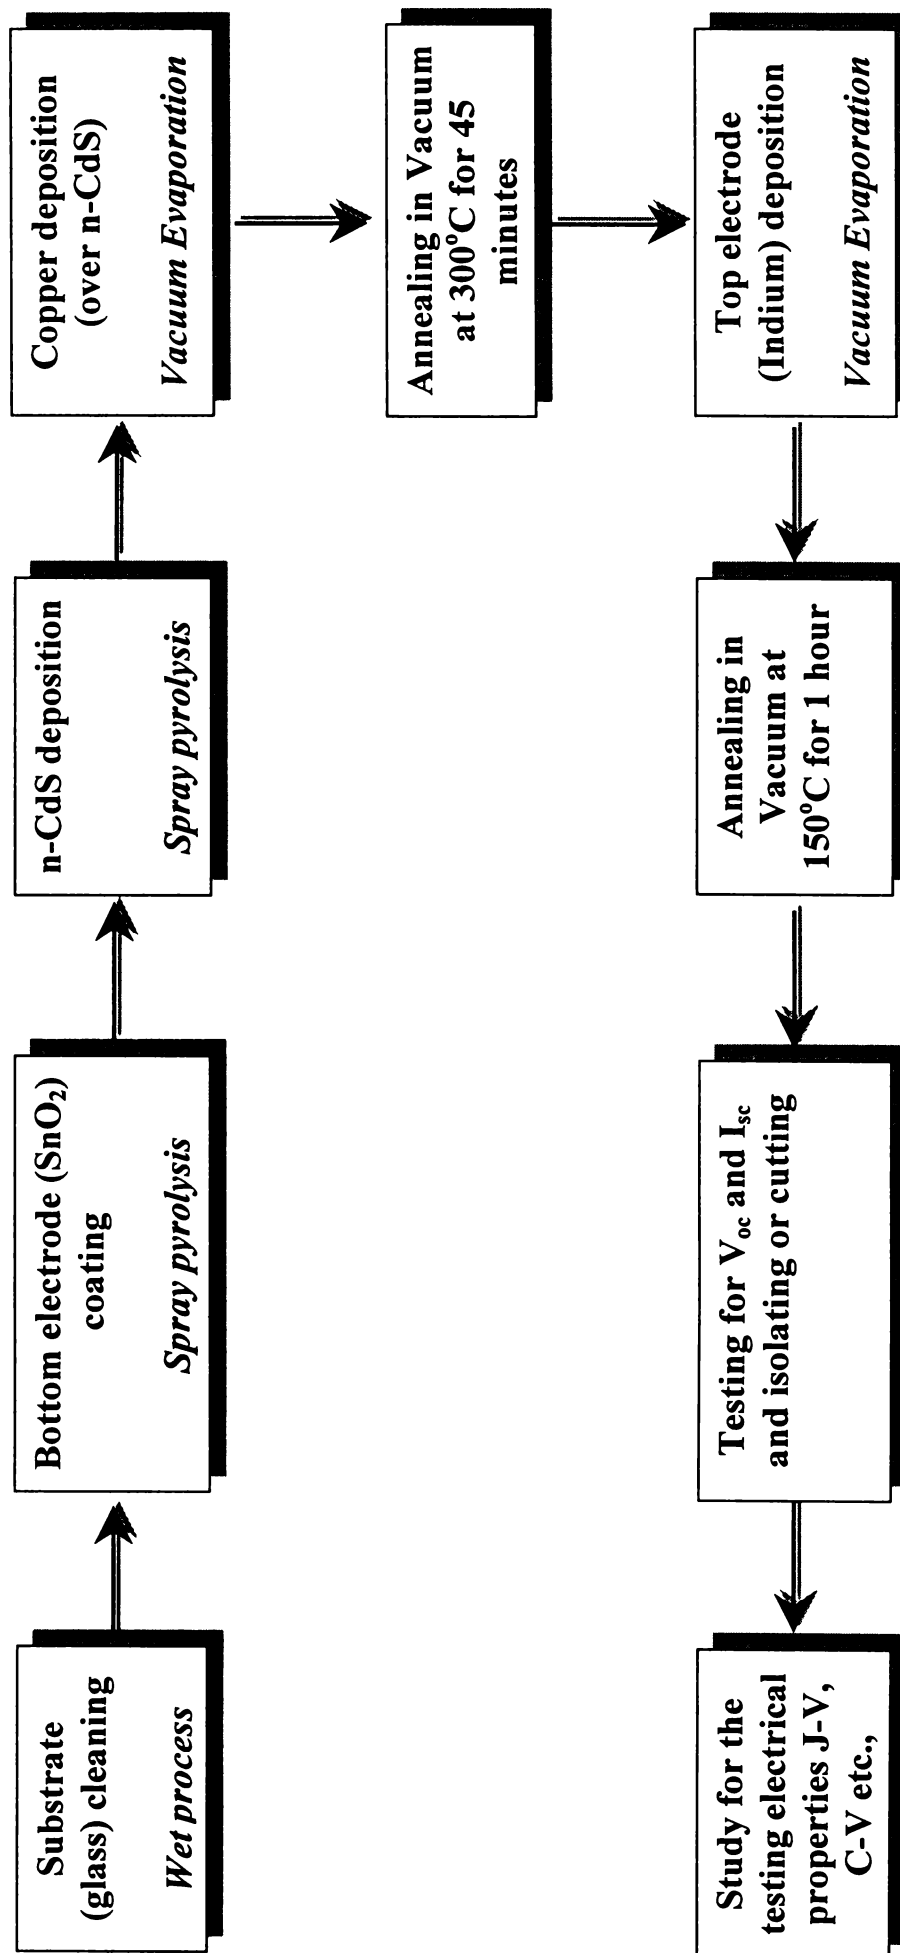 Substrate
(glass) cleaning
Wet process
Bottom electrode (SnO₂)
coating
Spray pyrolysis
n-CdS deposition
Spray pyrolysis
Copper deposition
(over n-CdS)
Vacuum Evaporation
Annealing in Vacuum
at 300°C for 45
minutes
Top electrode
(Indium) deposition
Vacuum Evaporation
Annealing in
Vacuum at
150°C for 1 hour
Testing for Vₒc and Isc
and isolating or cutting
Study for the
testing electrical
properties J-V,
C-V etc.,